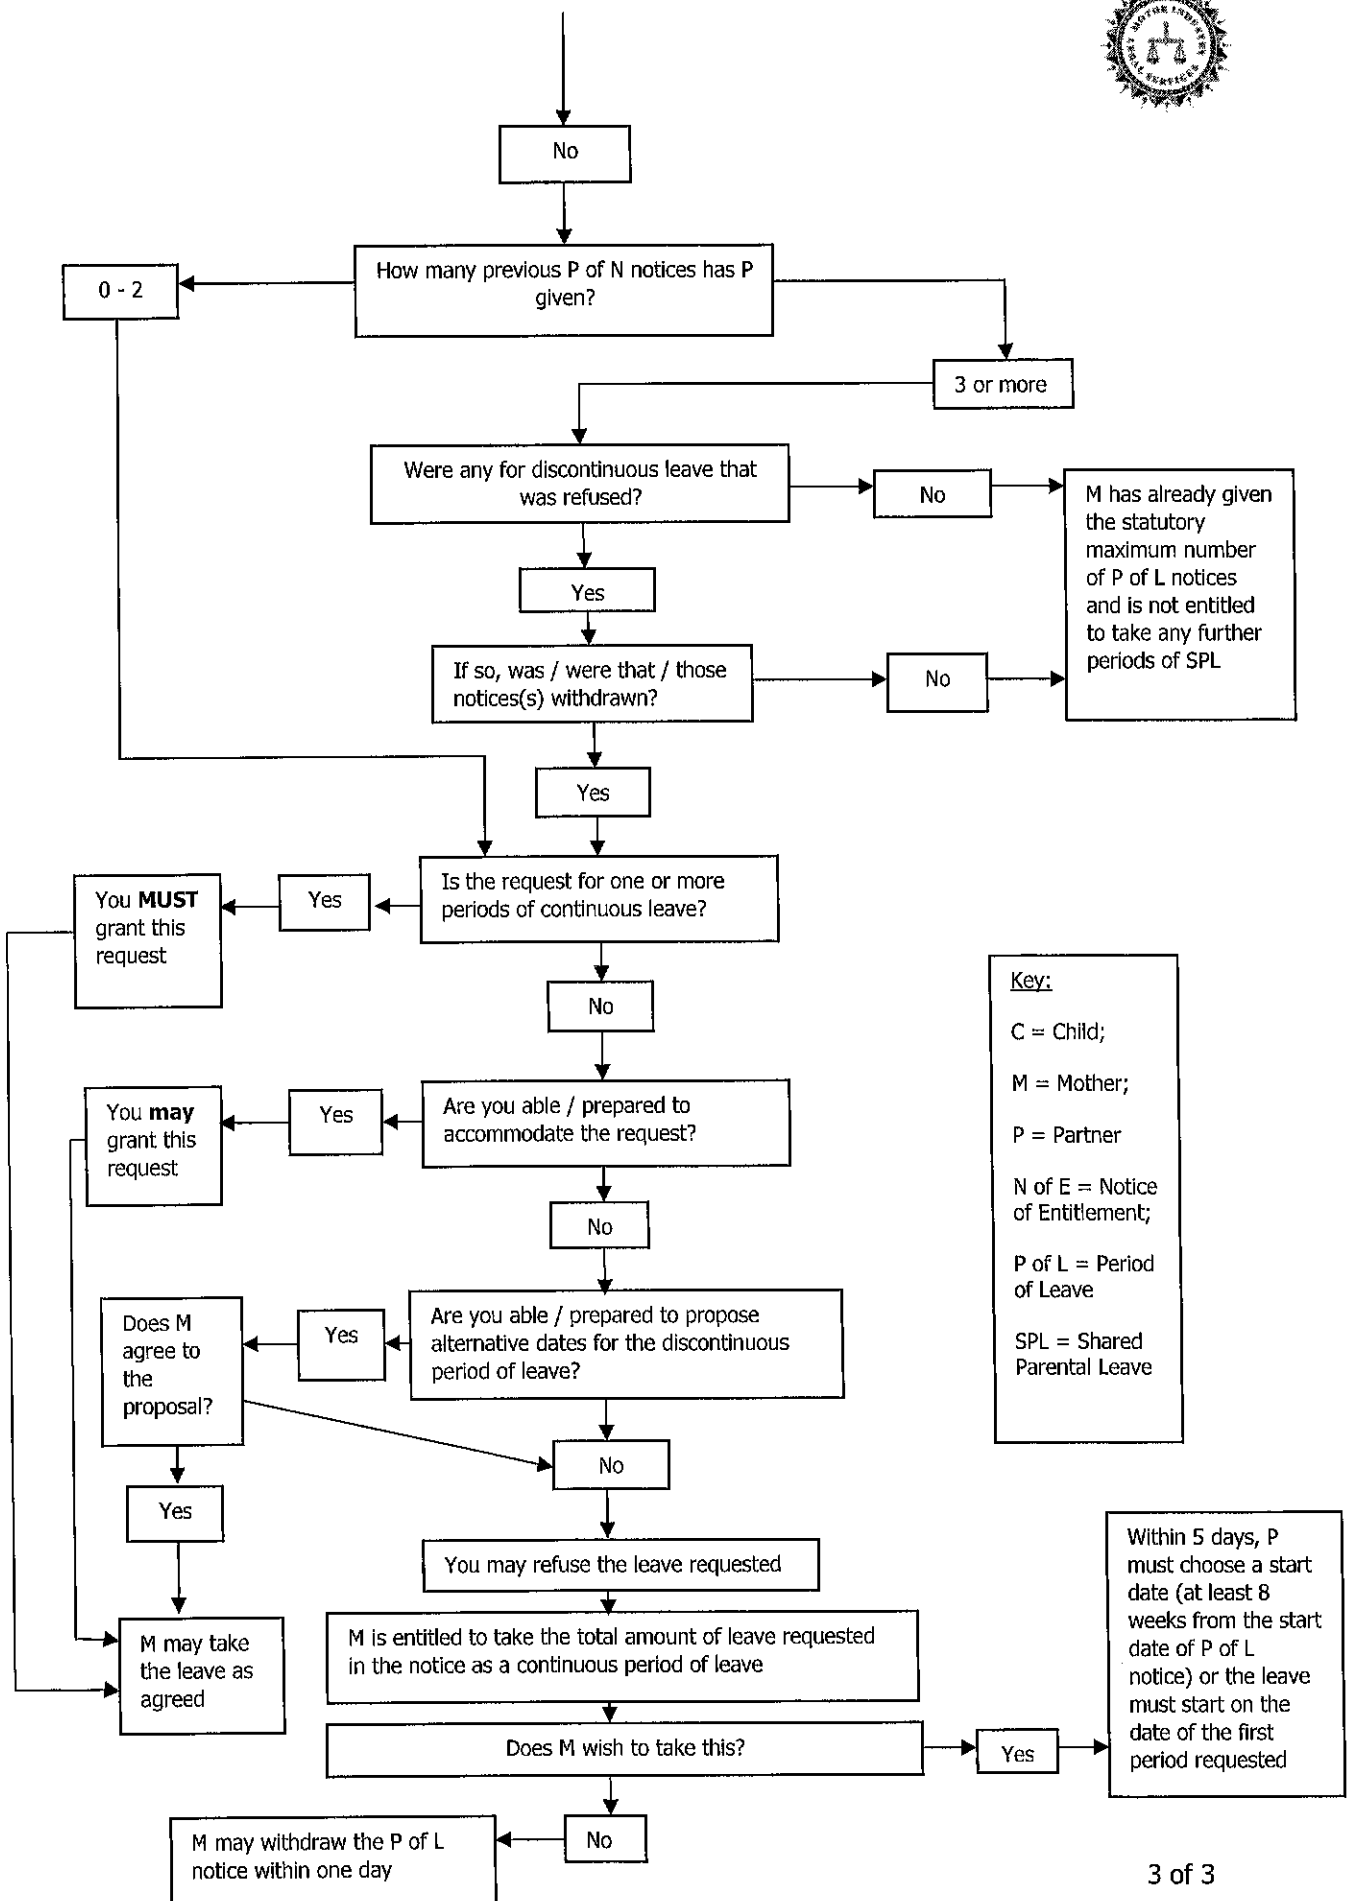 MOTOR INDUSTRY
No
How many previous P of N notices has P
given?
0 - 2
3 or more
Were any for discontinuous leave that
was refused?
No
M has already given
the statutory
maximum number
of P of L notices
and is not entitled
to take any further
periods of SPL
Yes
If so, was / were that / those
notices(s) withdrawn?
No
Yes
Is the request for one or more
periods of continuous leave?
Yes
You MUST
grant this
request
No
Key:
C = Child;
M = Mother;
P = Partner
N of E = Notice
of Entitlement;
P of L = Period
of Leave
SPL = Shared
Parental Leave
Are you able / prepared to
accommodate the request?
Yes
You may
grant this
request
No
Are you able / prepared to propose
alternative dates for the discontinuous
period of leave?
Yes
Does M
agree to
the
proposal?
No
Yes
You may refuse the leave requested
Within 5 days, P
must choose a start
date (at least 8
weeks from the start
date of P of L
notice) or the leave
must start on the
date of the first
period requested
M may take
the leave as
agreed
M is entitled to take the total amount of leave requested
in the notice as a continuous period of leave
Does M wish to take this?
Yes
No
M may withdraw the P of L
notice within one day
3 of 3